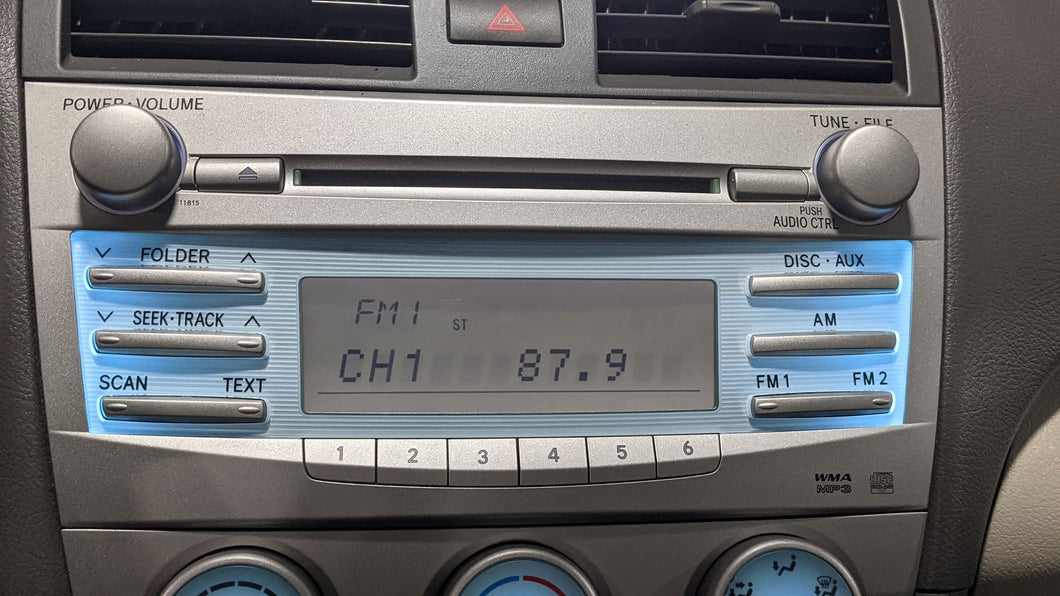 POWER · VOLUME
TUNE · FILE
11815
PUSH
AUDIO CTRL
FOLDER
DISC · AUX
SEEK·TRACK
AM
SCAN TEXT
FM1 FM2
FM1
ST
CH1 87.9
1 2 3 4 5 6
WMA
MP3